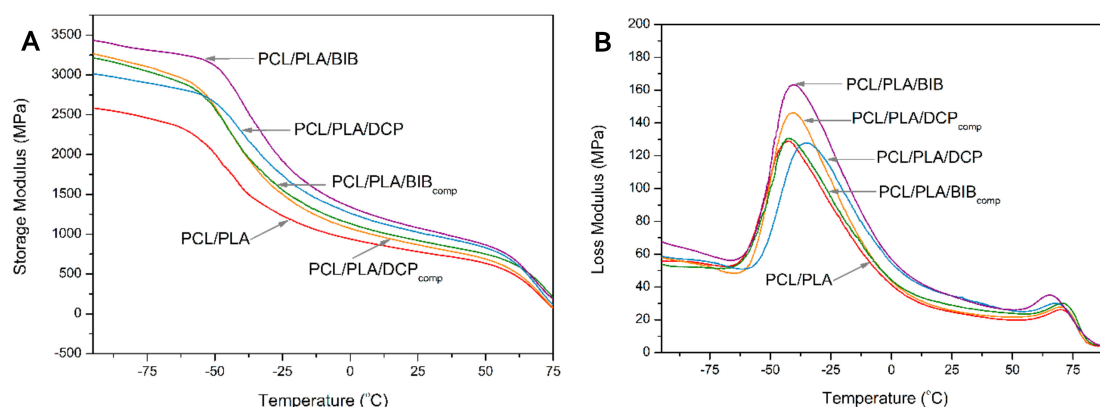 A
Storage Modulus (MPa)
3500
3000
2500
2000
1500
1000
500
0
-500
PCL/PLA/BIB
PCL/PLA/DCP
PCL/PLA/BIBcomp
PCL/PLA
PCL/PLA/DCPcomp
-75 -50 -25 0 25 50 75
Temperature (°C)
B
Loss Modulus (MPa)
200
180
160
140
120
100
80
60
40
20
0
PCL/PLA/BIB
PCL/PLA/DCPcomp
PCL/PLA/DCP
PCL/PLA/BIBcomp
PCL/PLA
-75 -50 -25 0 25 50 75
Temperature (°C)